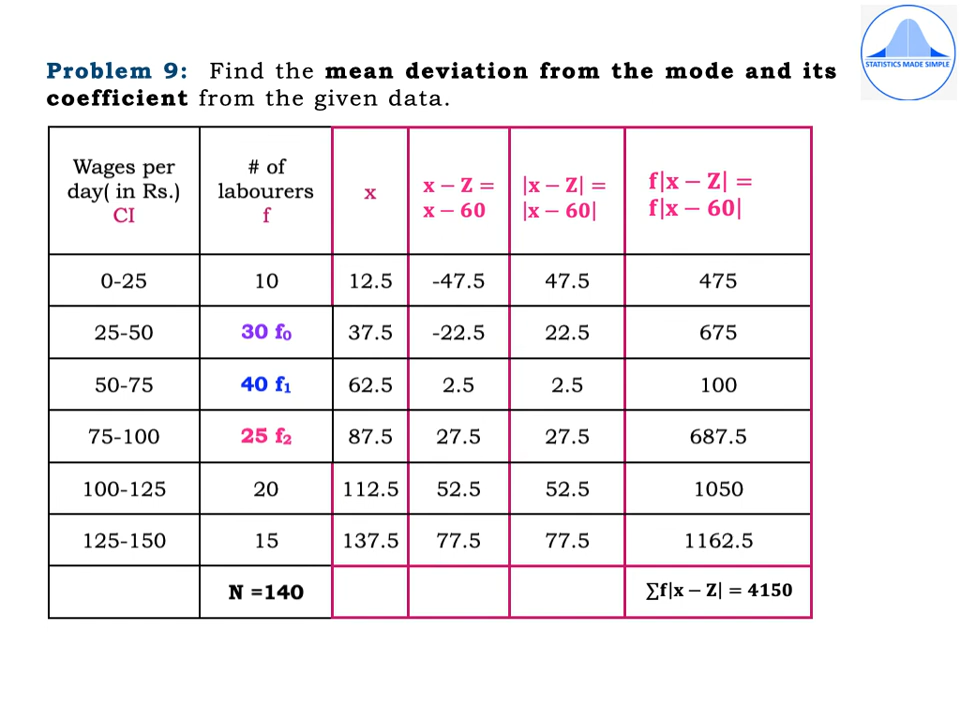 STATISTICS MADE SIMPLE
Problem 9: Find the mean deviation from the mode and its
coefficient from the given data.
Wages per day( in Rs.) CI | # of labourers f | x | x − Z = x − 60 | |x − Z| = |x − 60| | f|x − Z| = f|x − 60|
0-25 10 12.5 -47.5 47.5 475
25-50 30 f₀ 37.5 -22.5 22.5 675
50-75 40 f₁ 62.5 2.5 2.5 100
75-100 25 f₂ 87.5 27.5 27.5 687.5
100-125 20 112.5 52.5 52.5 1050
125-150 15 137.5 77.5 77.5 1162.5
N =140 ∑f|x − Z| = 4150